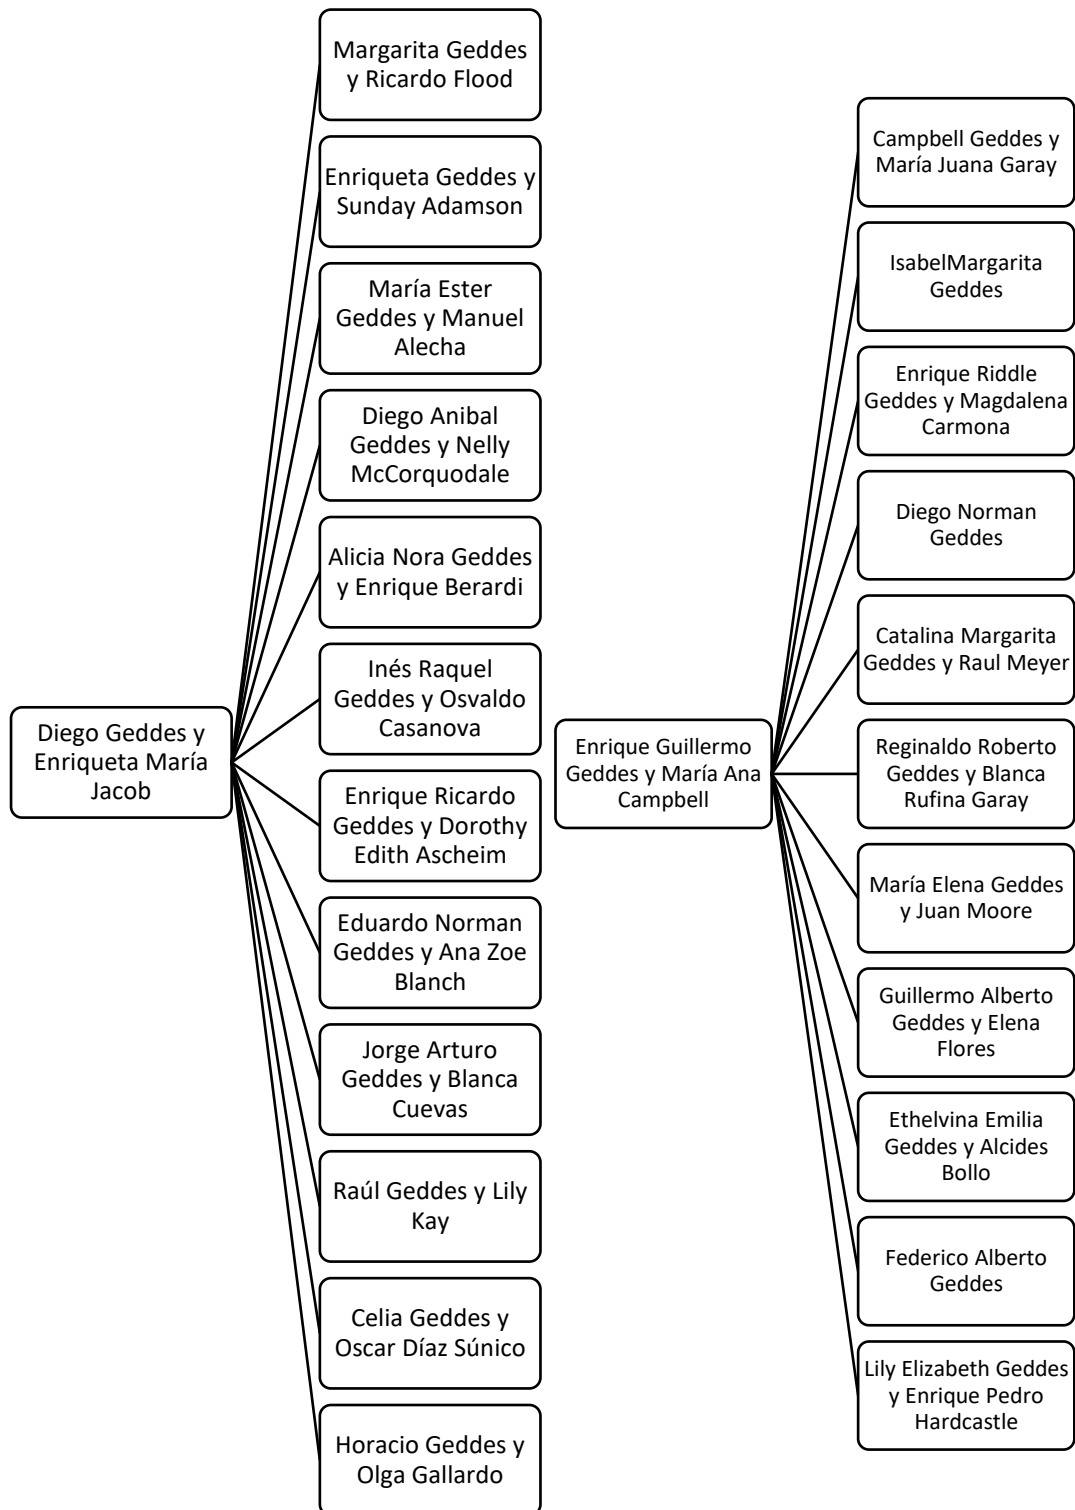 Diego Geddes y
Enriqueta María
Jacob
Margarita Geddes
y Ricardo Flood
Enriqueta Geddes y
Sunday Adamson
María Ester
Geddes y Manuel
Alecha
Diego Anibal
Geddes y Nelly
McCorquodale
Alicia Nora Geddes
y Enrique Berardi
Inés Raquel
Geddes y Osvaldo
Casanova
Enrique Ricardo
Geddes y Dorothy
Edith Ascheim
Eduardo Norman
Geddes y Ana Zoe
Blanch
Jorge Arturo
Geddes y Blanca
Cuevas
Raúl Geddes y Lily
Kay
Celia Geddes y
Oscar Díaz Súnico
Horacio Geddes y
Olga Gallardo
Enrique Guillermo
Geddes y María Ana
Campbell
Campbell Geddes y
María Juana Garay
IsabelMargarita
Geddes
Enrique Riddle
Geddes y Magdalena
Carmona
Diego Norman
Geddes
Catalina Margarita
Geddes y Raul Meyer
Reginaldo Roberto
Geddes y Blanca
Rufina Garay
María Elena Geddes
y Juan Moore
Guillermo Alberto
Geddes y Elena
Flores
Ethelvina Emilia
Geddes y Alcides
Bollo
Federico Alberto
Geddes
Lily Elizabeth Geddes
y Enrique Pedro
Hardcastle